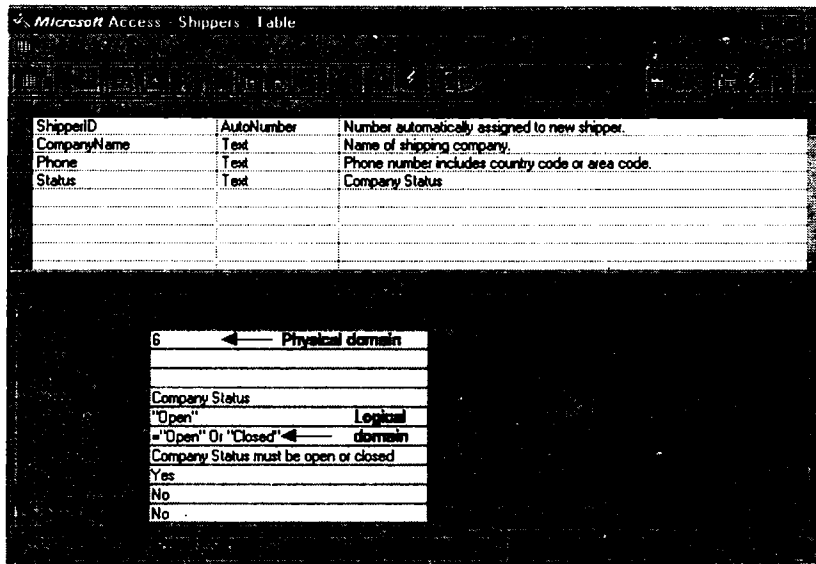 Microsoft Access - Shippers : Table
ShipperID AutoNumber Number automatically assigned to new shipper.
CompanyName Text Name of shipping company.
Phone Text Phone number includes country code or area code.
Status Text Company Status
6 Physical domain
Company Status
"Open" Logical
="Open" Or "Closed" domain
Company Status must be open or closed
Yes
No
No